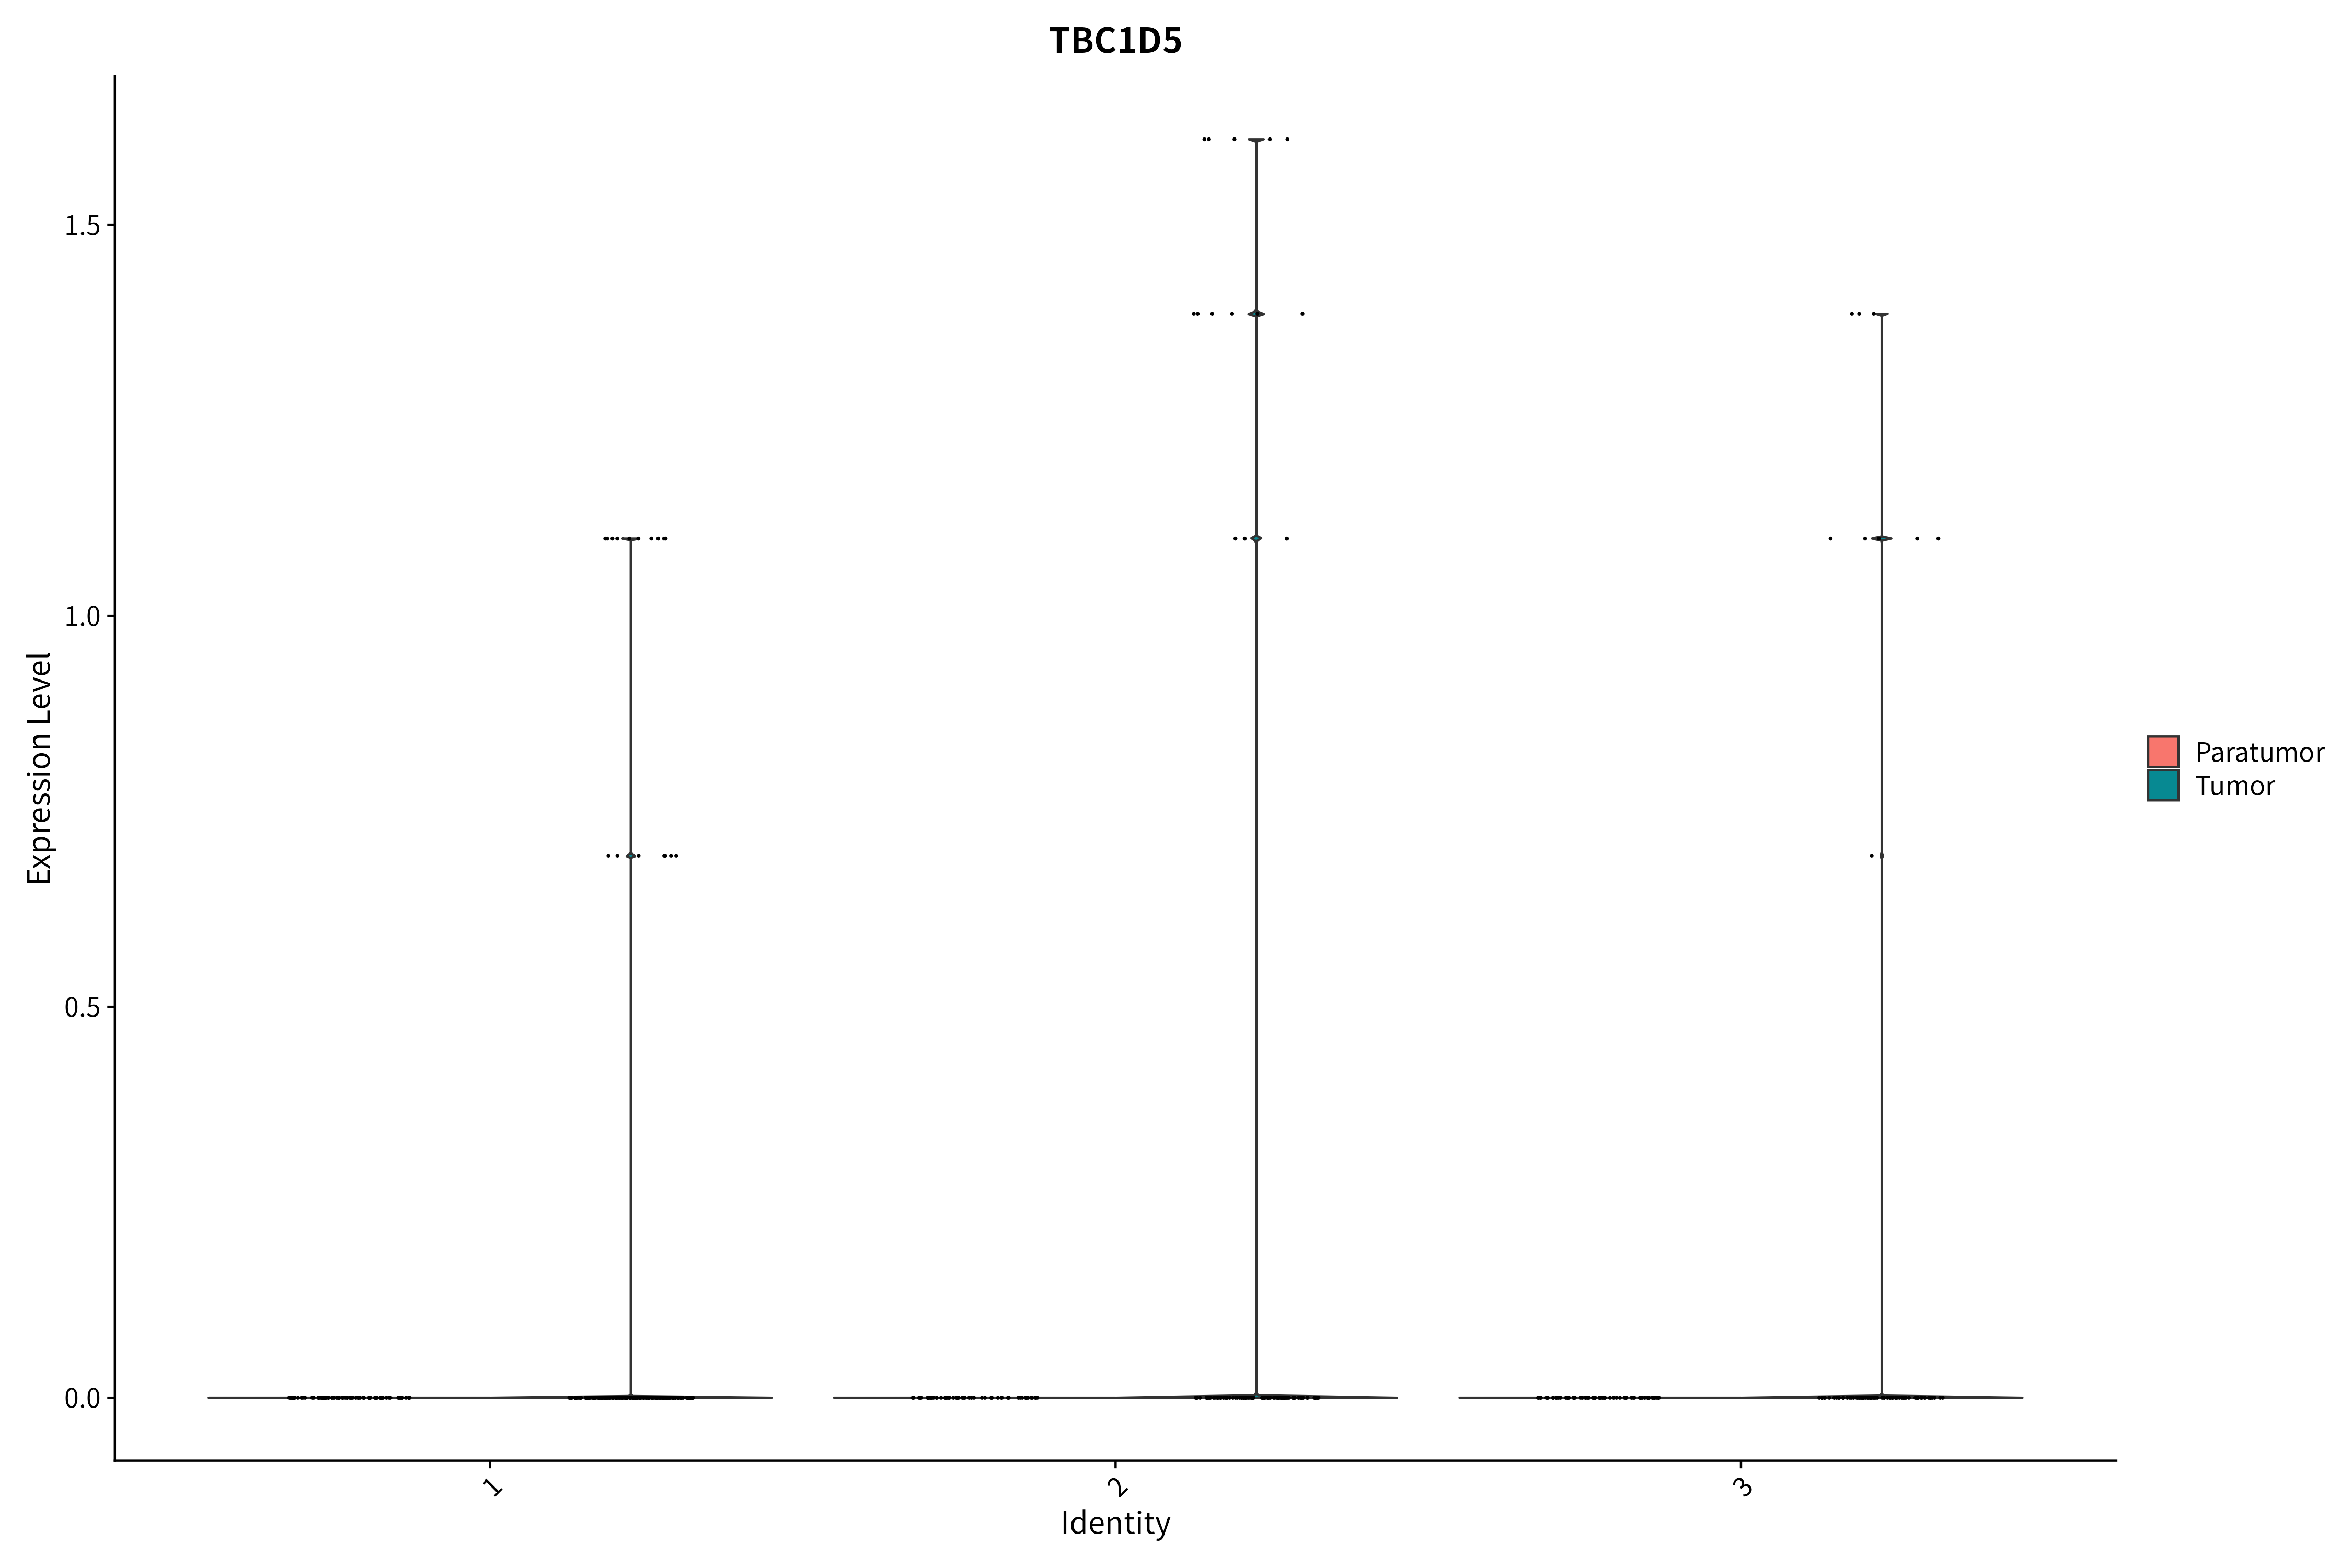 TBC1D5
Expression Level
1.5
1.0
0.5
0.0
1
2
3
Identity
Paratumor
Tumor